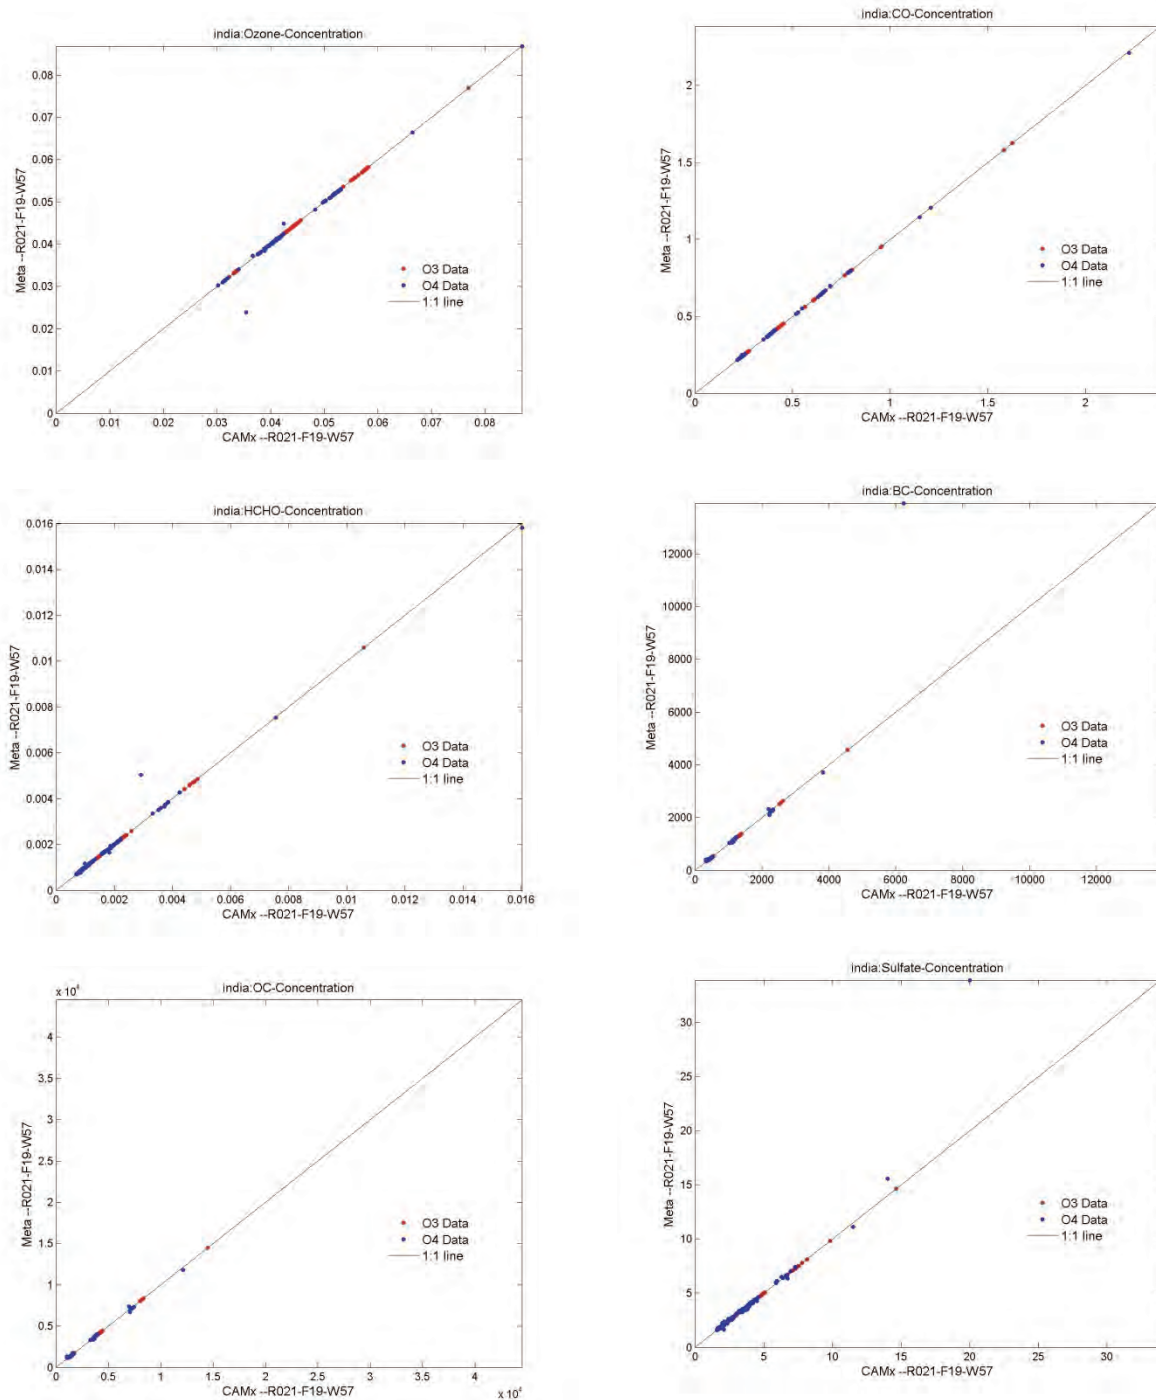 india:Ozone-Concentration
0.08
0.07
0.06
0.05
0.04
0.03
0.02
0.01
0
Meta --R021-F19-W57
O3 Data
O4 Data
1:1 line
0 0.01 0.02 0.03 0.04 0.05 0.06 0.07 0.08
CAMx --R021-F19-W57
india:CO-Concentration
2
1.5
1
0.5
0
Meta --R021-F19-W57
O3 Data
O4 Data
1:1 line
0 0.5 1 1.5 2
CAMx --R021-F19-W57
india:HCHO-Concentration
0.016
0.014
0.012
0.01
0.008
0.006
0.004
0.002
0
Meta --R021-F19-W57
O3 Data
O4 Data
1:1 line
0 0.002 0.004 0.006 0.008 0.01 0.012 0.014 0.016
CAMx --R021-F19-W57
india:BC-Concentration
12000
10000
8000
6000
4000
2000
0
Meta --R021-F19-W57
O3 Data
O4 Data
1:1 line
0 2000 4000 6000 8000 10000 12000
CAMx --R021-F19-W57
india:OC-Concentration
x 10
4
3.5
3
2.5
2
1.5
1
0.5
0
Meta --R021-F19-W57
O3 Data
O4 Data
1:1 line
0 0.5 1 1.5 2 2.5 3 3.5 4
CAMx --R021-F19-W57
x 10
india:Sulfate-Concentration
30
25
20
15
10
5
0
Meta --R021-F19-W57
O3 Data
O4 Data
1:1 line
0 5 10 15 20 25 30
CAMx --R021-F19-W57